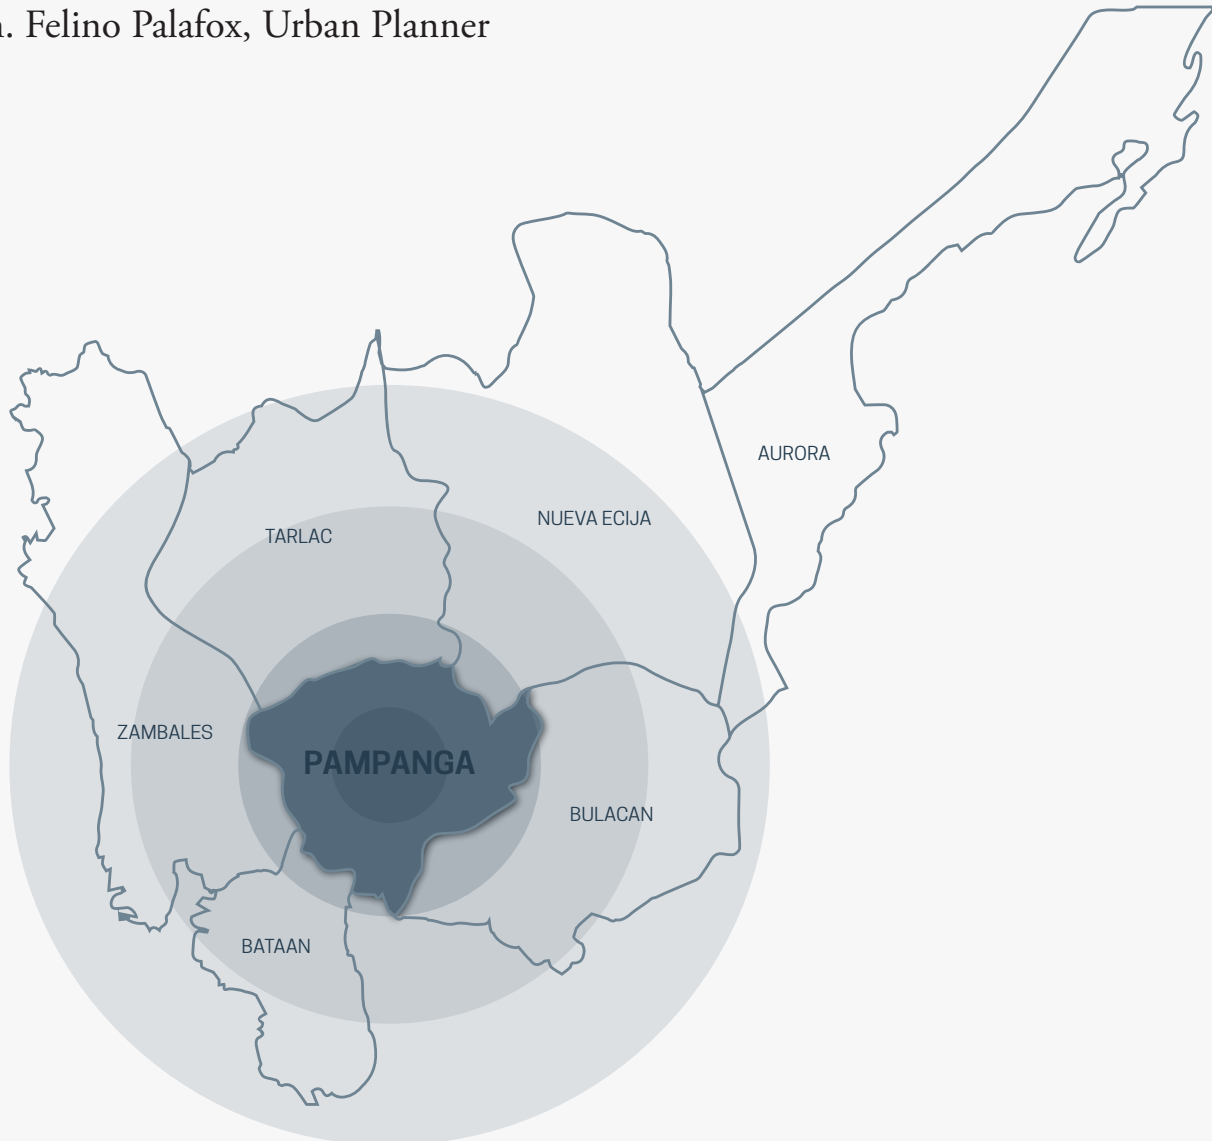 . Felino Palafox, Urban Planner
AURORA
NUEVA ECIJA
TARLAC
ZAMBALES
PAMPANGA
BULACAN
BATAAN